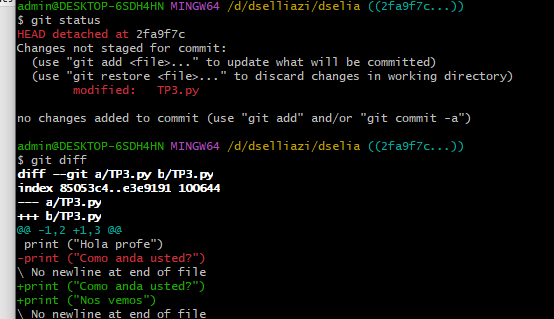 admin@DESKTOP-6SDH4HN MINGW64 /d/dselliazi/dselia ((2fa9f7c...))
$ git status
HEAD detached at 2fa9f7c
Changes not staged for commit:
  (use "git add <file>..." to update what will be committed)
  (use "git restore <file>..." to discard changes in working directory)
        modified:   TP3.py

no changes added to commit (use "git add" and/or "git commit -a")

admin@DESKTOP-6SDH4HN MINGW64 /d/dselliazi/dselia ((2fa9f7c...))
$ git diff
diff --git a/TP3.py b/TP3.py
index 85053c4..e3e9191 100644
--- a/TP3.py
+++ b/TP3.py
@@ -1,2 +1,3 @@
 print ("Hola profe")
-print ("Como anda usted?")
\ No newline at end of file
+print ("Como anda usted?")
+print ("Nos vemos")
\ No newline at end of file